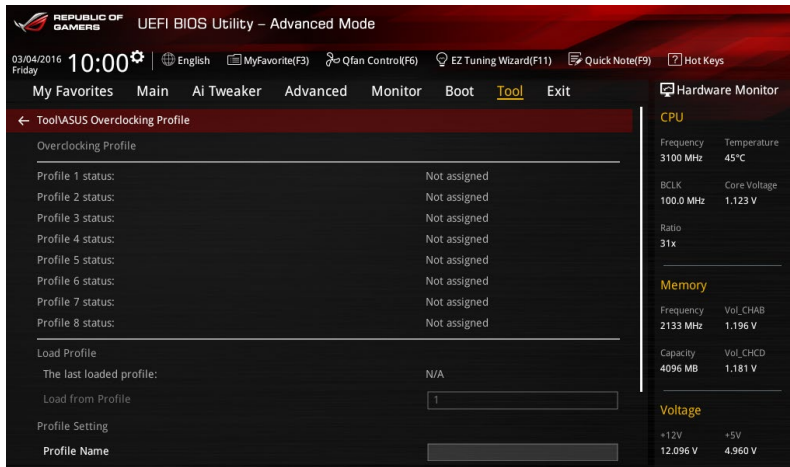 REPUBLIC OF
GAMERS
UEFI BIOS Utility – Advanced Mode
03/04/2016
Friday
10:00
English
MyFavorite(F3)
Qfan Control(F6)
EZ Tuning Wizard(F11)
Quick Note(F9)
? Hot Keys
My Favorites Main Ai Tweaker Advanced Monitor Boot Tool Exit
Tool\ASUS Overclocking Profile
Overclocking Profile
Profile 1 status: Not assigned
Profile 2 status: Not assigned
Profile 3 status: Not assigned
Profile 4 status: Not assigned
Profile 5 status: Not assigned
Profile 6 status: Not assigned
Profile 7 status: Not assigned
Profile 8 status: Not assigned
Load Profile
The last loaded profile: N/A
Load from Profile 1
Profile Setting
Profile Name
Hardware Monitor
CPU
Frequency Temperature
3100 MHz 45°C
BCLK Core Voltage
100.0 MHz 1.123 V
Ratio
31x
Memory
Frequency Vol_CHAB
2133 MHz 1.196 V
Capacity Vol_CHCD
4096 MB 1.181 V
Voltage
+12V +5V
12.096 V 4.960 V